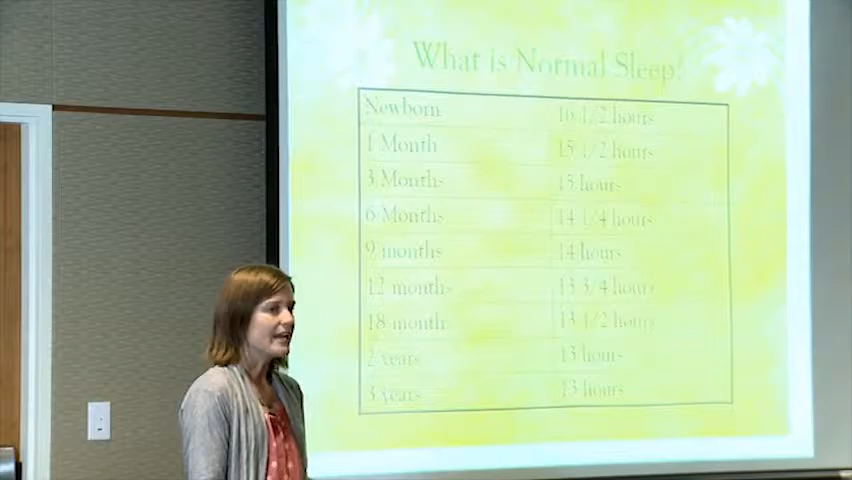 What is Normal Sleep?
Newborn 16 1/2 hours
1 Month 15 1/2 hours
3 Months 15 hours
6 Months 14 1/4 hours
9 months 14 hours
12 months 13 3/4 hours
18 month 13 1/2 hours
2 years 13 hours
3 years 13 hours